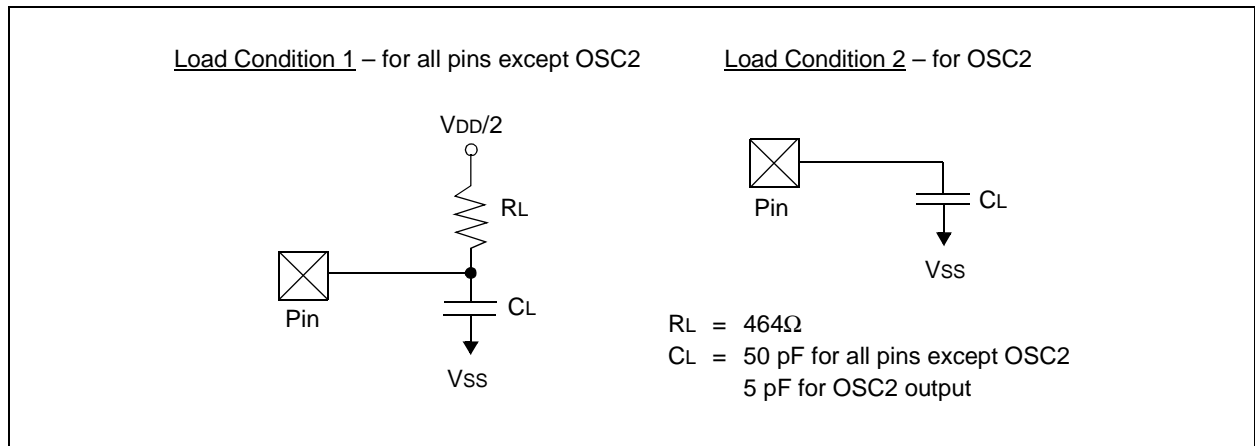 Load Condition 1 – for all pins except OSC2
Load Condition 2 – for OSC2
VDD/2
RL
Pin
CL
VSS
Pin
CL
VSS
RL = 464Ω
CL = 50 pF for all pins except OSC2
5 pF for OSC2 output